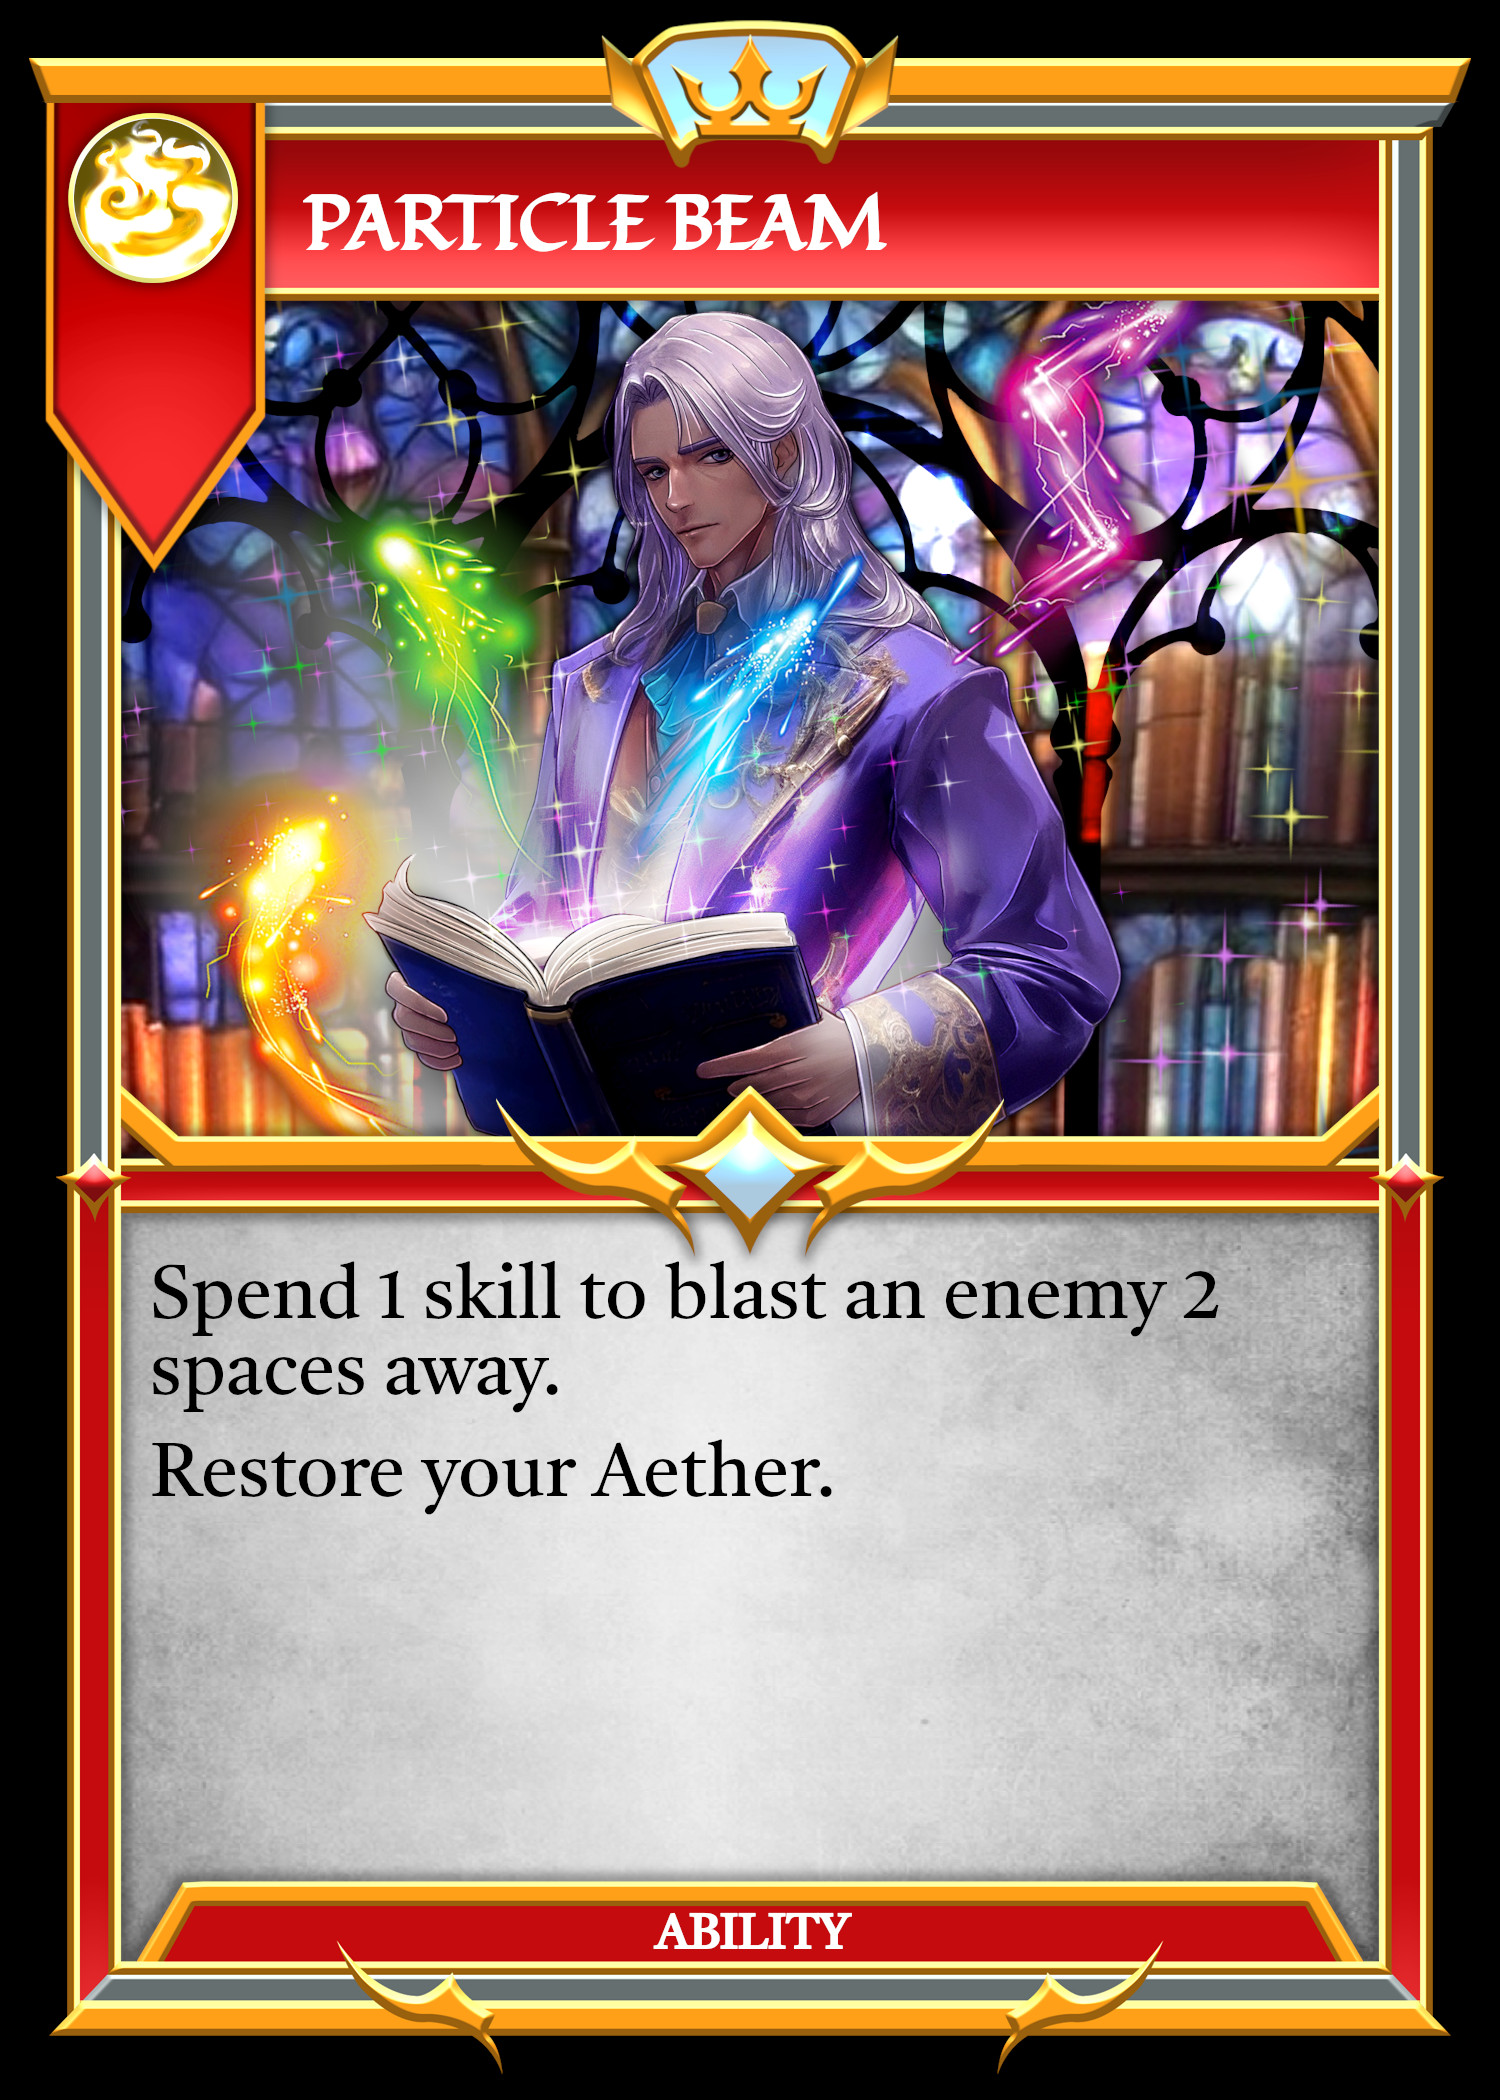 PARTICLE BEAM
Spend 1 skill to blast an enemy 2
spaces away.
Restore your Aether.
ABILITY